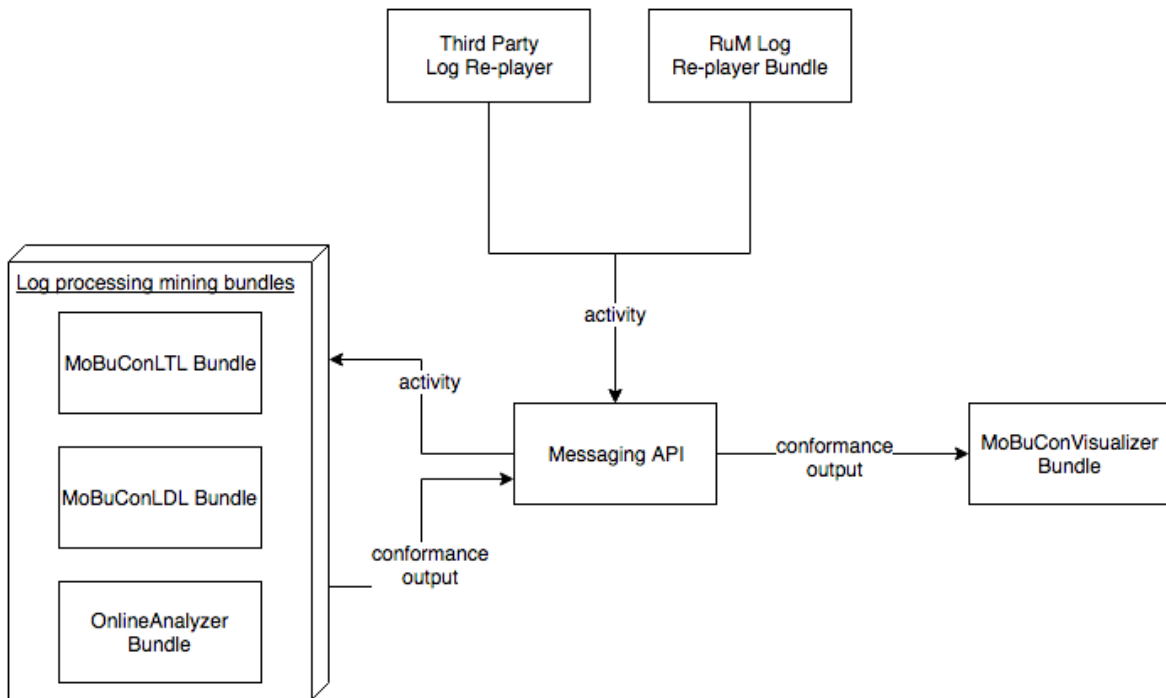 Third Party
Log Re-player
RuM Log
Re-player Bundle
activity
Log processing mining bundles
MoBuConLTL Bundle
MoBuConLDL Bundle
OnlineAnalyzer
Bundle
activity
conformance
output
Messaging API
conformance
output
MoBuConVisualizer
Bundle